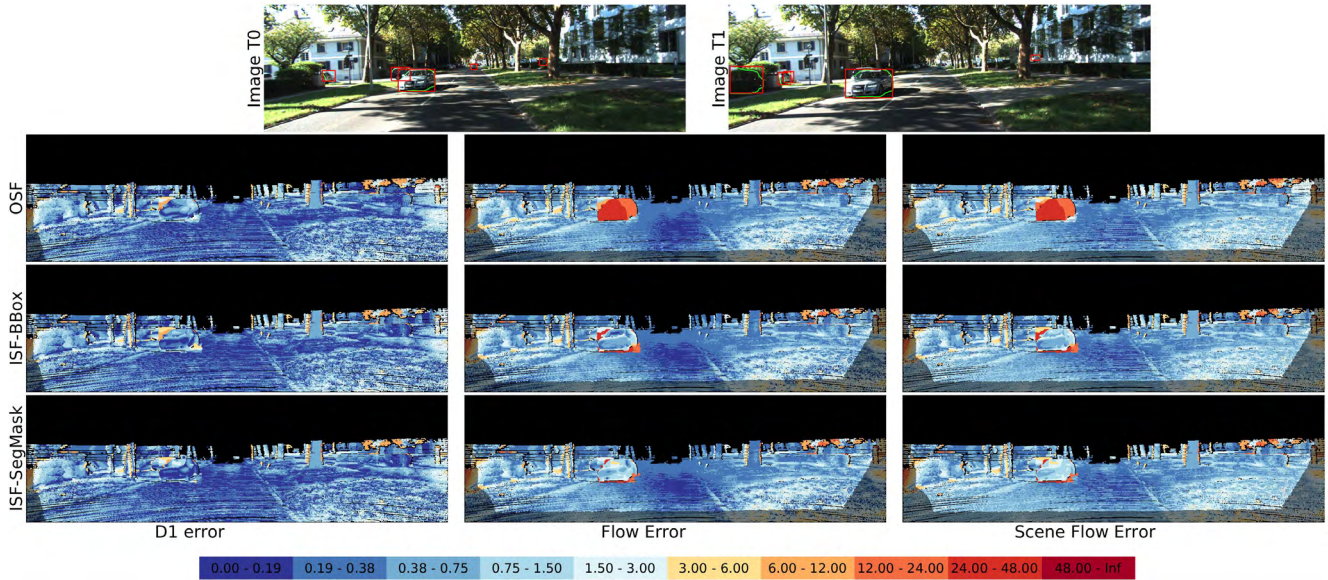 Image T0
Image T1
OSF
ISF-BBox
ISF-SegMask
D1 error
Flow Error
Scene Flow Error
0.00 - 0.19 0.19 - 0.38 0.38 - 0.75 0.75 - 1.50 1.50 - 3.00 3.00 - 6.00 6.00 - 12.00 12.00 - 24.00 24.00 - 48.00 48.00 - Inf